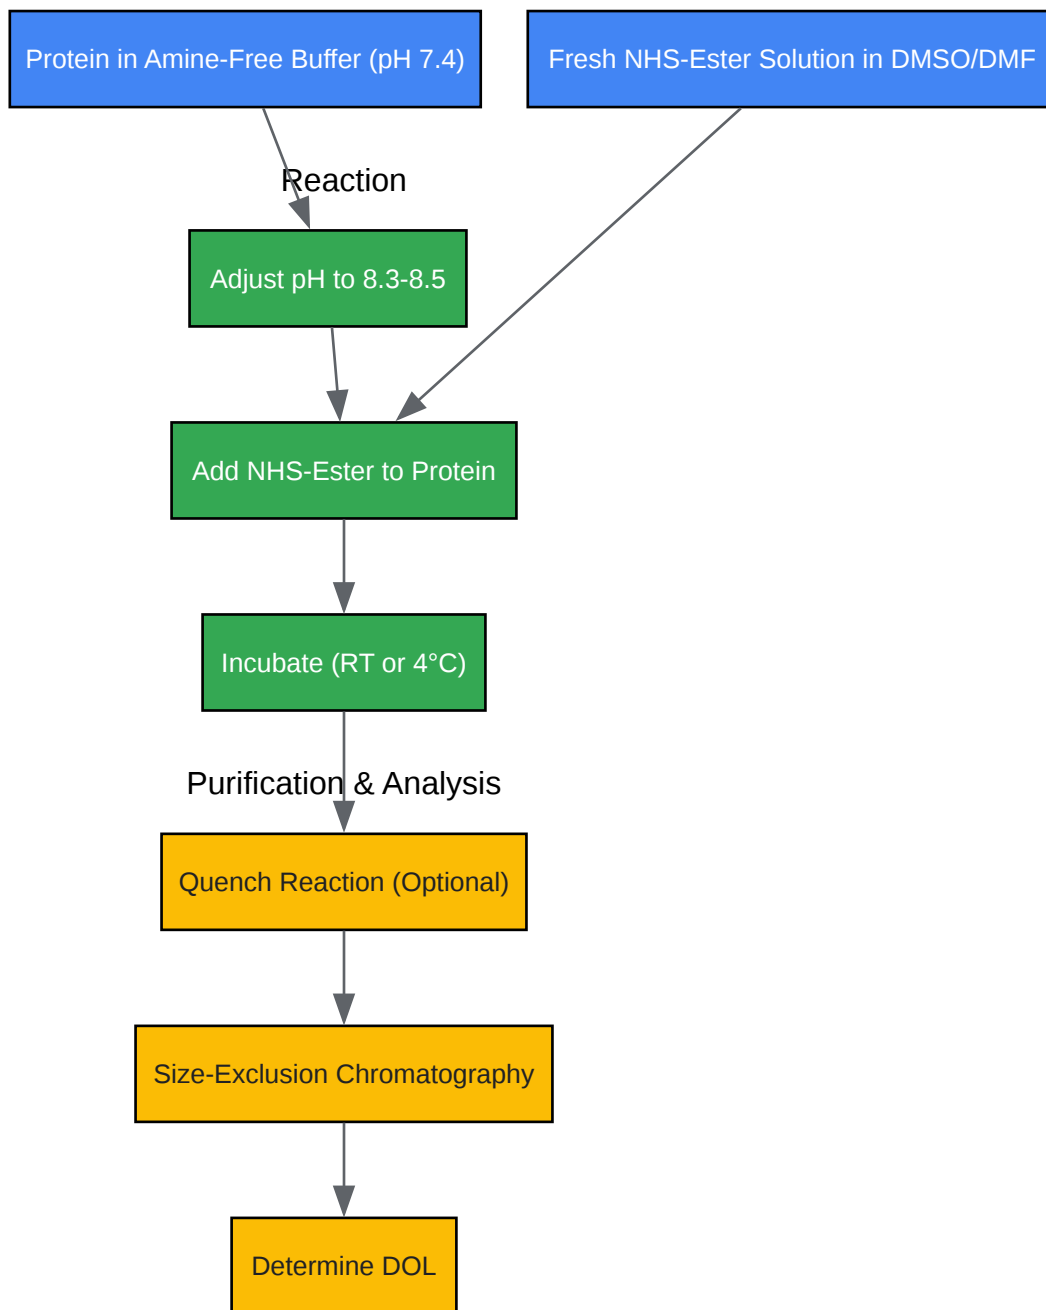 Protein in Amine-Free Buffer (pH 7.4)
Fresh NHS-Ester Solution in DMSO/DMF
Reaction
Adjust pH to 8.3-8.5
Add NHS-Ester to Protein
Incubate (RT or 4°C)
Purification & Analysis
Quench Reaction (Optional)
Size-Exclusion Chromatography
Determine DOL